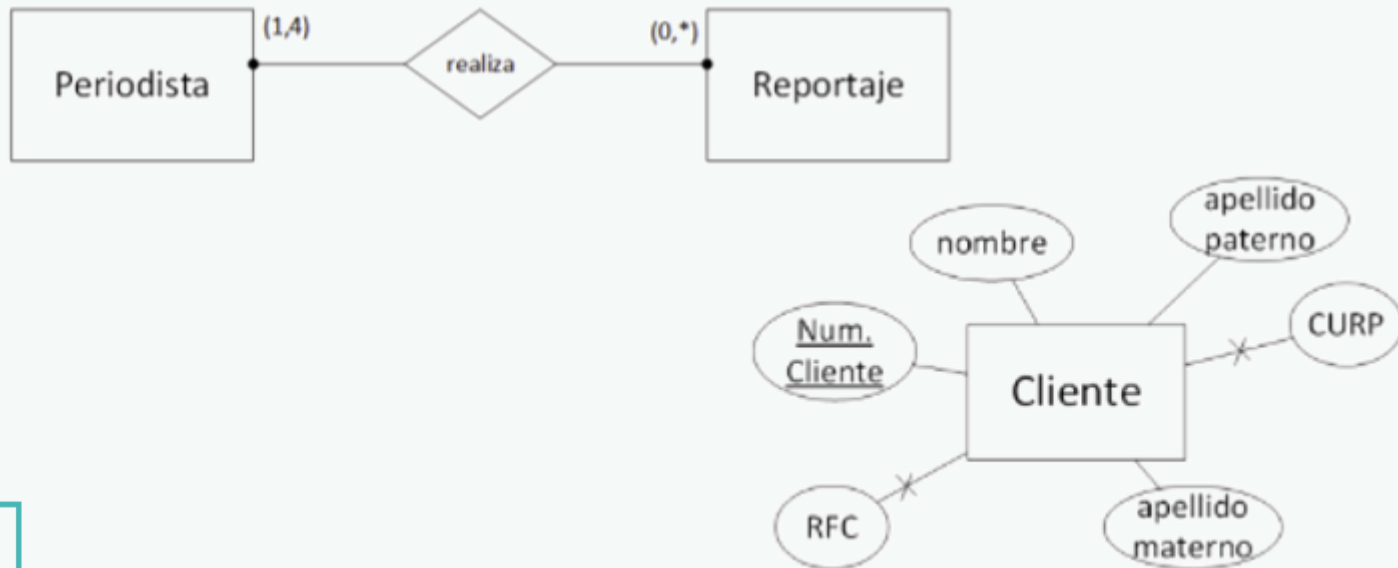 (1,4)
(0,*)
Periodista
realiza
Reportaje
apellido
paterno
nombre
CURP
Num.
Cliente
Cliente
RFC
apellido
materno